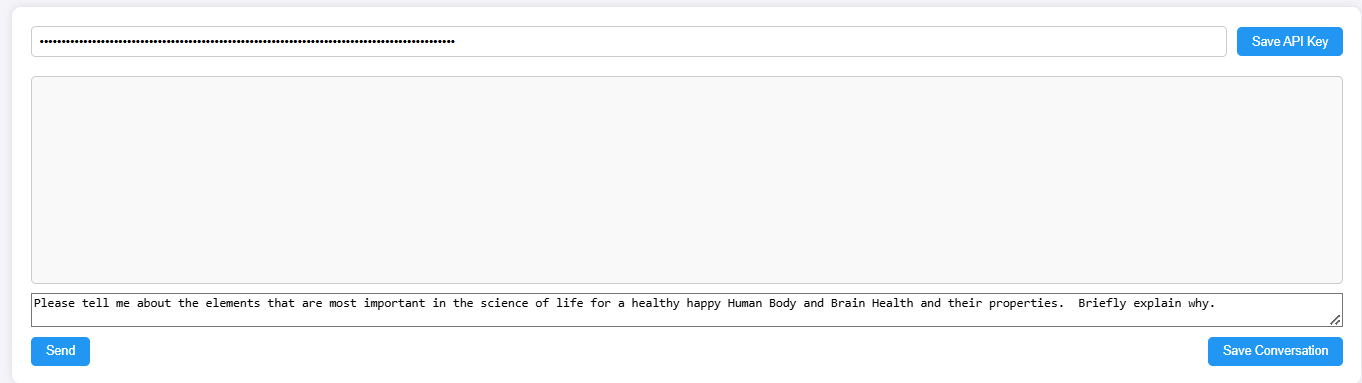 Save API Key
Please tell me about the elements that are most important in the science of life for a healthy happy Human Body and Brain Health and their properties.  Briefly explain why.
Send
Save Conversation